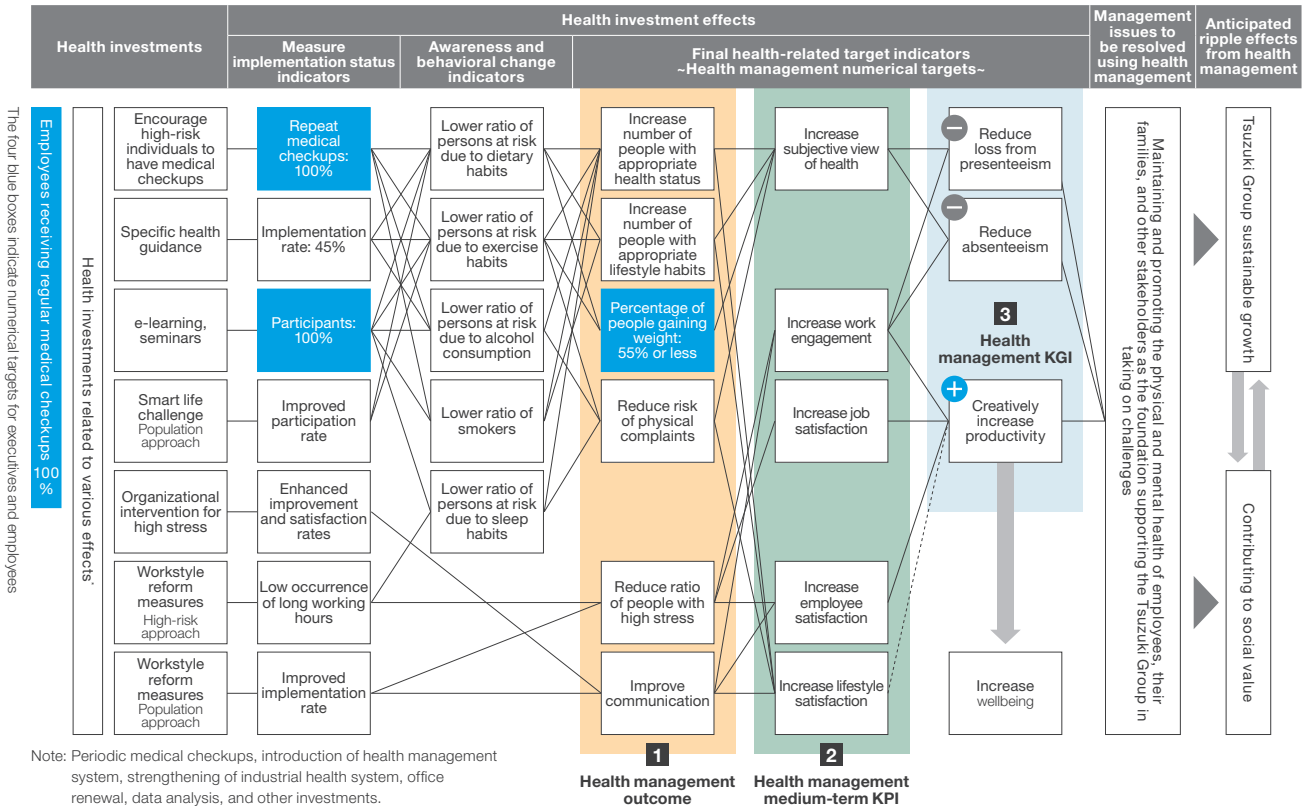 Health investments
Health investment effects
Measure
implementation status
indicators
Awareness and
behavioral change
indicators
Final health-related target indicators
~Health management numerical targets~
Management
issues to
be resolved
using health
management
Anticipated
ripple effects
from health
management
The four blue boxes indicate numerical targets for executives and employees
Employees receiving regular medical checkups 100
%
Health investments related to various effects*
Encourage
high-risk
individuals to
have medical
checkups
Specific health
guidance
e-learning,
seminars
Smart life
challenge
Population
approach
Organizational
intervention for
high stress
Workstyle
reform
measures
High-risk
approach
Workstyle
reform
measures
Population
approach
Repeat
medical
checkups:
100%
Implementation
rate: 45%
Participants:
100%
Improved
participation
rate
Enhanced
improvement
and satisfaction
rates
Low occurrence
of long working
hours
Improved
implementation
rate
Lower ratio of
persons at risk
due to dietary
habits
Lower ratio of
persons at risk
due to exercise
habits
Lower ratio of
persons at risk
due to alcohol
consumption
Lower ratio of
smokers
Lower ratio of
persons at risk
due to sleep
habits
Increase
number of
people with
appropriate
health status
Increase
number of
people with
appropriate
lifestyle habits
Percentage of
people gaining
weight:
55% or less
Reduce risk
of physical
complaints
Reduce ratio
of people with
high stress
Improve
communication
1
Health management
outcome
Increase
subjective view
of health
Increase work
engagement
Increase job
satisfaction
Increase
employee
satisfaction
Increase lifestyle
satisfaction
2
Health management
medium-term KPI
−
Reduce
loss from
presenteeism
−
Reduce
absenteeism
3
Health
management KGI
+
Creatively
increase
productivity
Increase
wellbeing
Maintaining and promoting the physical and mental health of employees, their
families, and other stakeholders as the foundation supporting the Tsuzuki Group in
taking on challenges
Tsuzuki Group sustainable growth
Contributing to social value
Note: Periodic medical checkups, introduction of health management
system, strengthening of industrial health system, office
renewal, data analysis, and other investments.